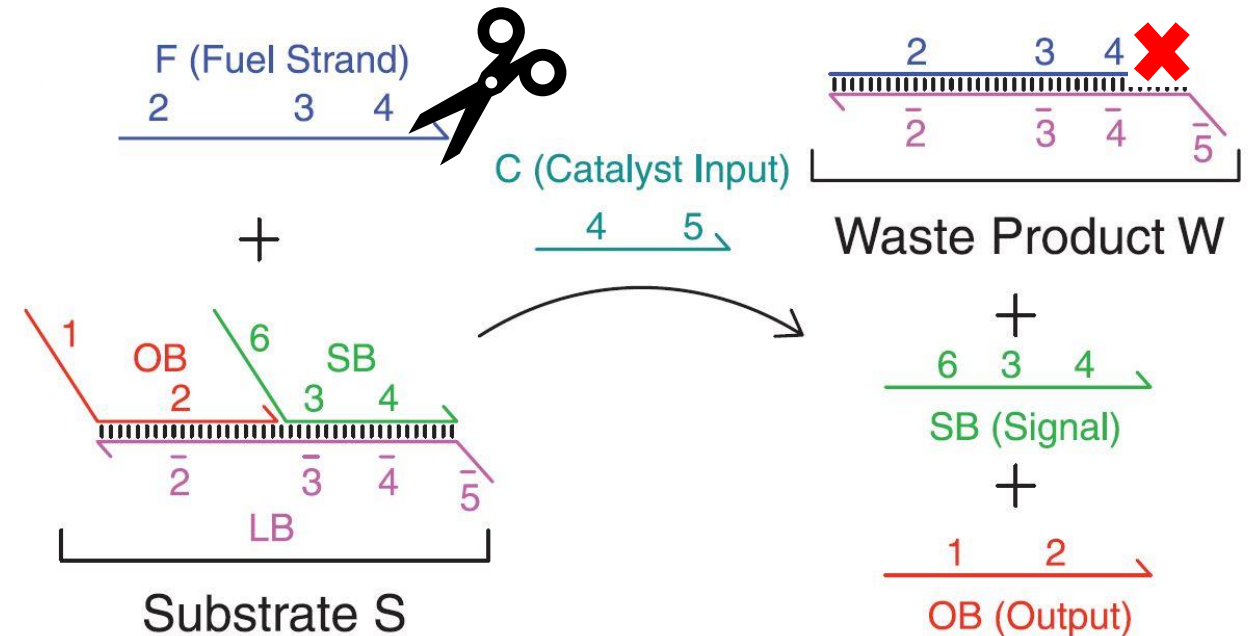 F (Fuel Strand)
2 3 4
+
1 OB 6 SB
2 3 4
2̅ 3̅ 4̅ 5̅
LB
Substrate S
C (Catalyst Input)
4 5
2 3 4
2̅ 3̅ 4̅ 5̅
Waste Product W
+
6 3 4
SB (Signal)
+
1 2
OB (Output)